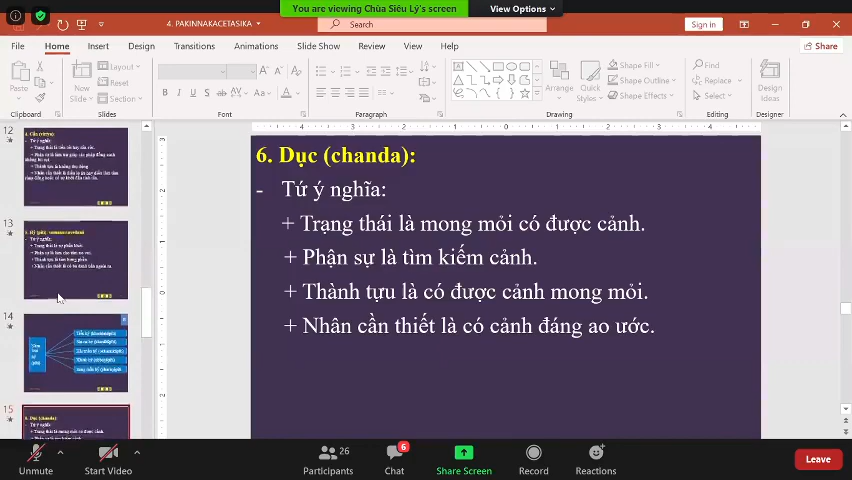 You are viewing Chùa Siêu Lý's screen
View Options
4. PAKINNAKACETASIKA
Search
Sign in
File Home Insert Draw Design Transitions Animations Slide Show Review View Help
Share
Paste
New
Slide
Layout
Reset
Section
B I U S ab AV Aa A
Arrange
Quick
Styles
Shape Fill
Shape Outline
Shape Effects
Find
Replace
Select
Design
Ideas
Clipboard Slides Font Paragraph Drawing Editing Designer
12
13
14
15
6. Dục (chanda):
- Tứ ý nghĩa:
+ Trạng thái là mong mỏi có được cảnh.
+ Phận sự là tìm kiếm cảnh.
+ Thành tựu là có được cảnh mong mỏi.
+ Nhân cần thiết là có cảnh đáng ao ước.
26
6
Unmute
Start Video
Participants
Chat
Share Screen
Record
Reactions
Leave